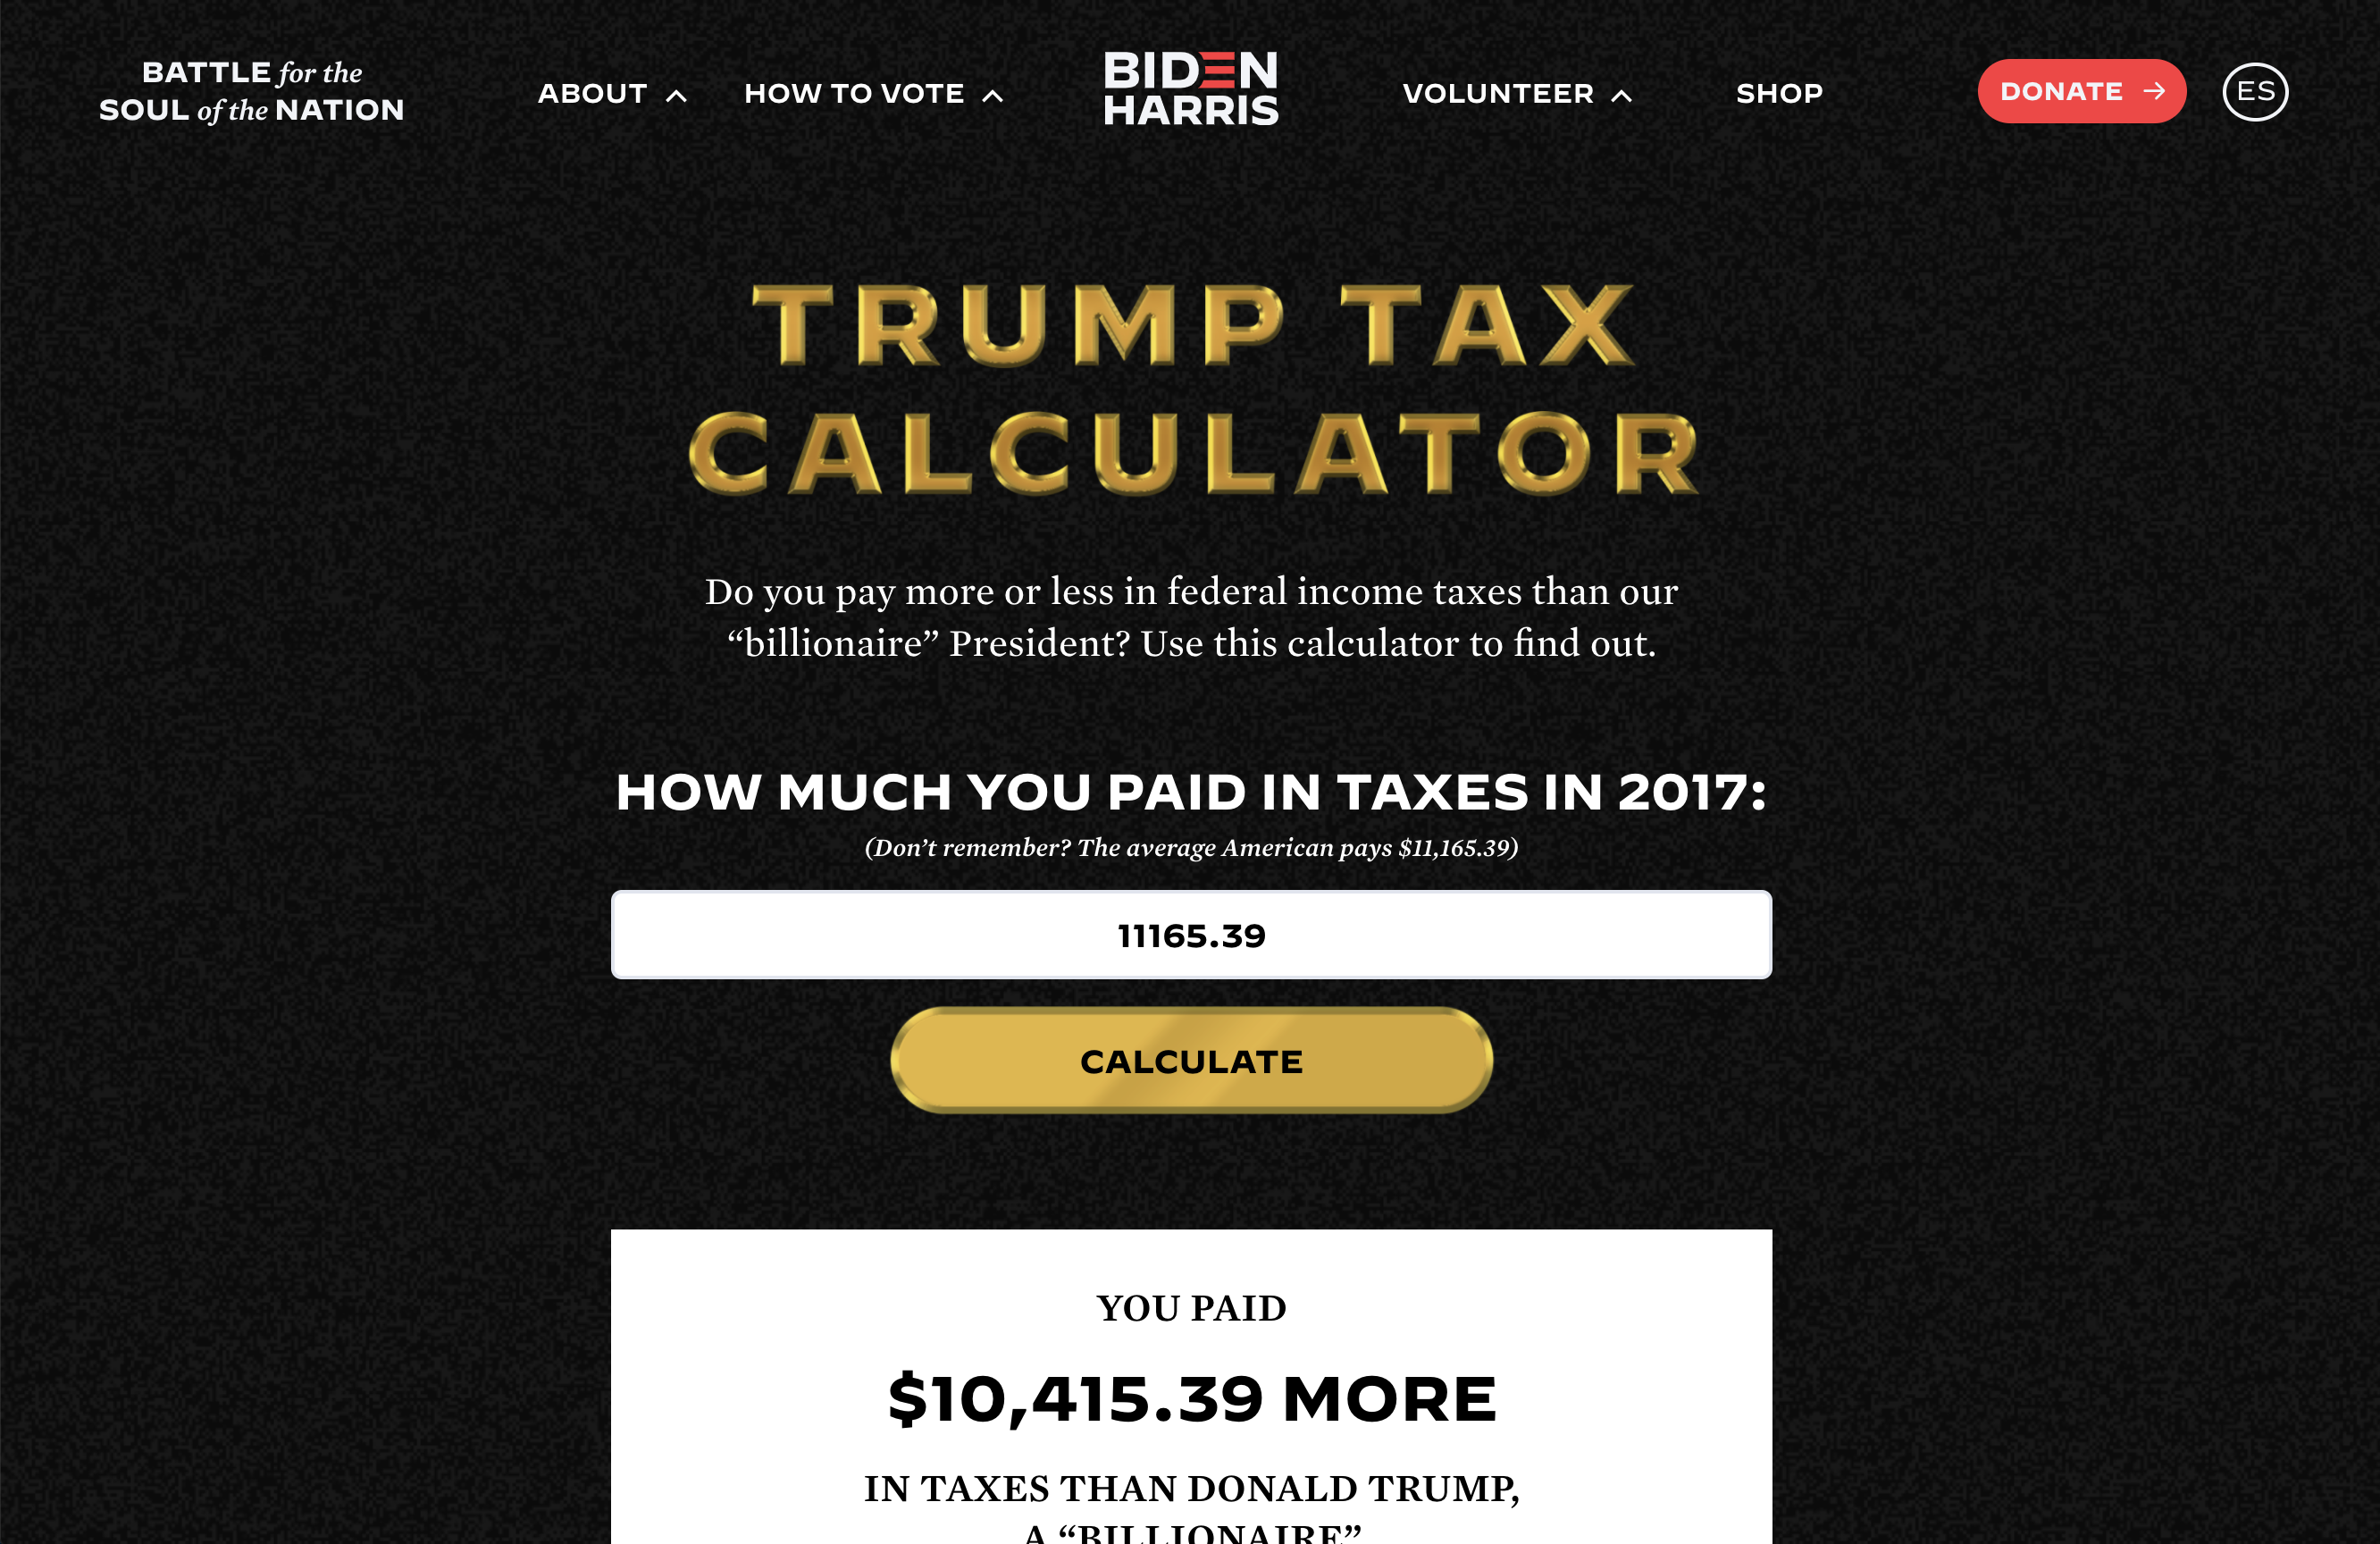 BATTLE for the
SOUL of the NATION
ABOUT
HOW TO VOTE
BIDEN
HARRIS
VOLUNTEER
SHOP
DONATE →
ES
TRUMP TAX
CALCULATOR
Do you pay more or less in federal income taxes than our
“billionaire” President? Use this calculator to find out.
HOW MUCH YOU PAID IN TAXES IN 2017:
(Don’t remember? The average American pays $11,165.39)
11165.39
CALCULATE
YOU PAID
$10,415.39 MORE
IN TAXES THAN DONALD TRUMP,
A “BILLIONAIRE”